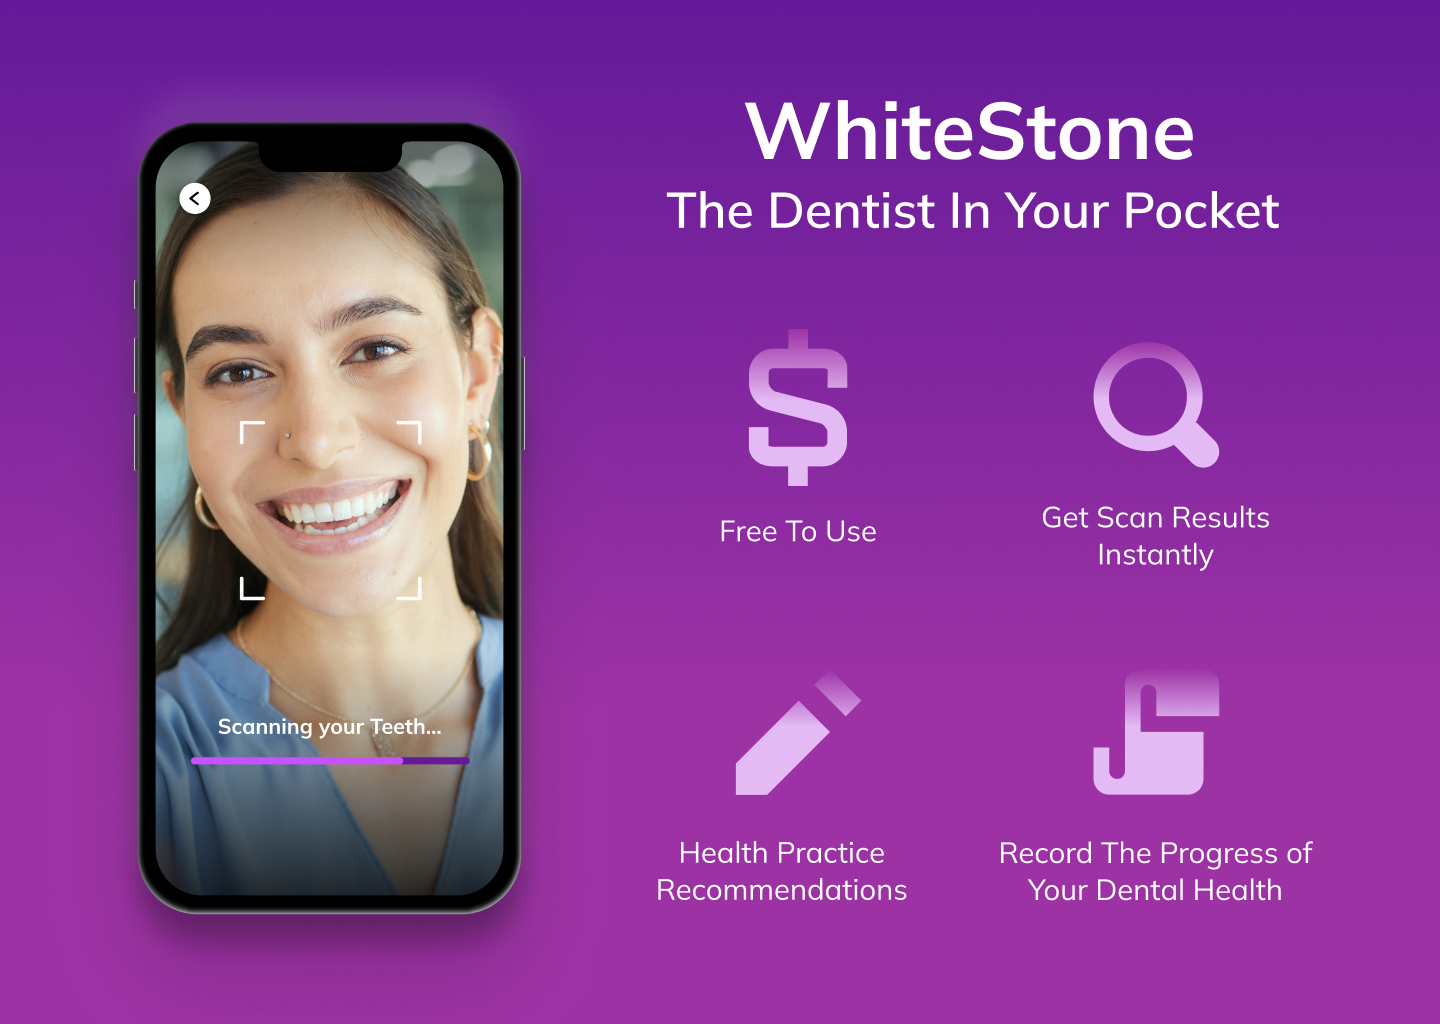 WhiteStone
The Dentist In Your Pocket
Free To Use
Get Scan Results
Instantly
Health Practice
Recommendations
Record The Progress of
Your Dental Health
Scanning your Teeth...